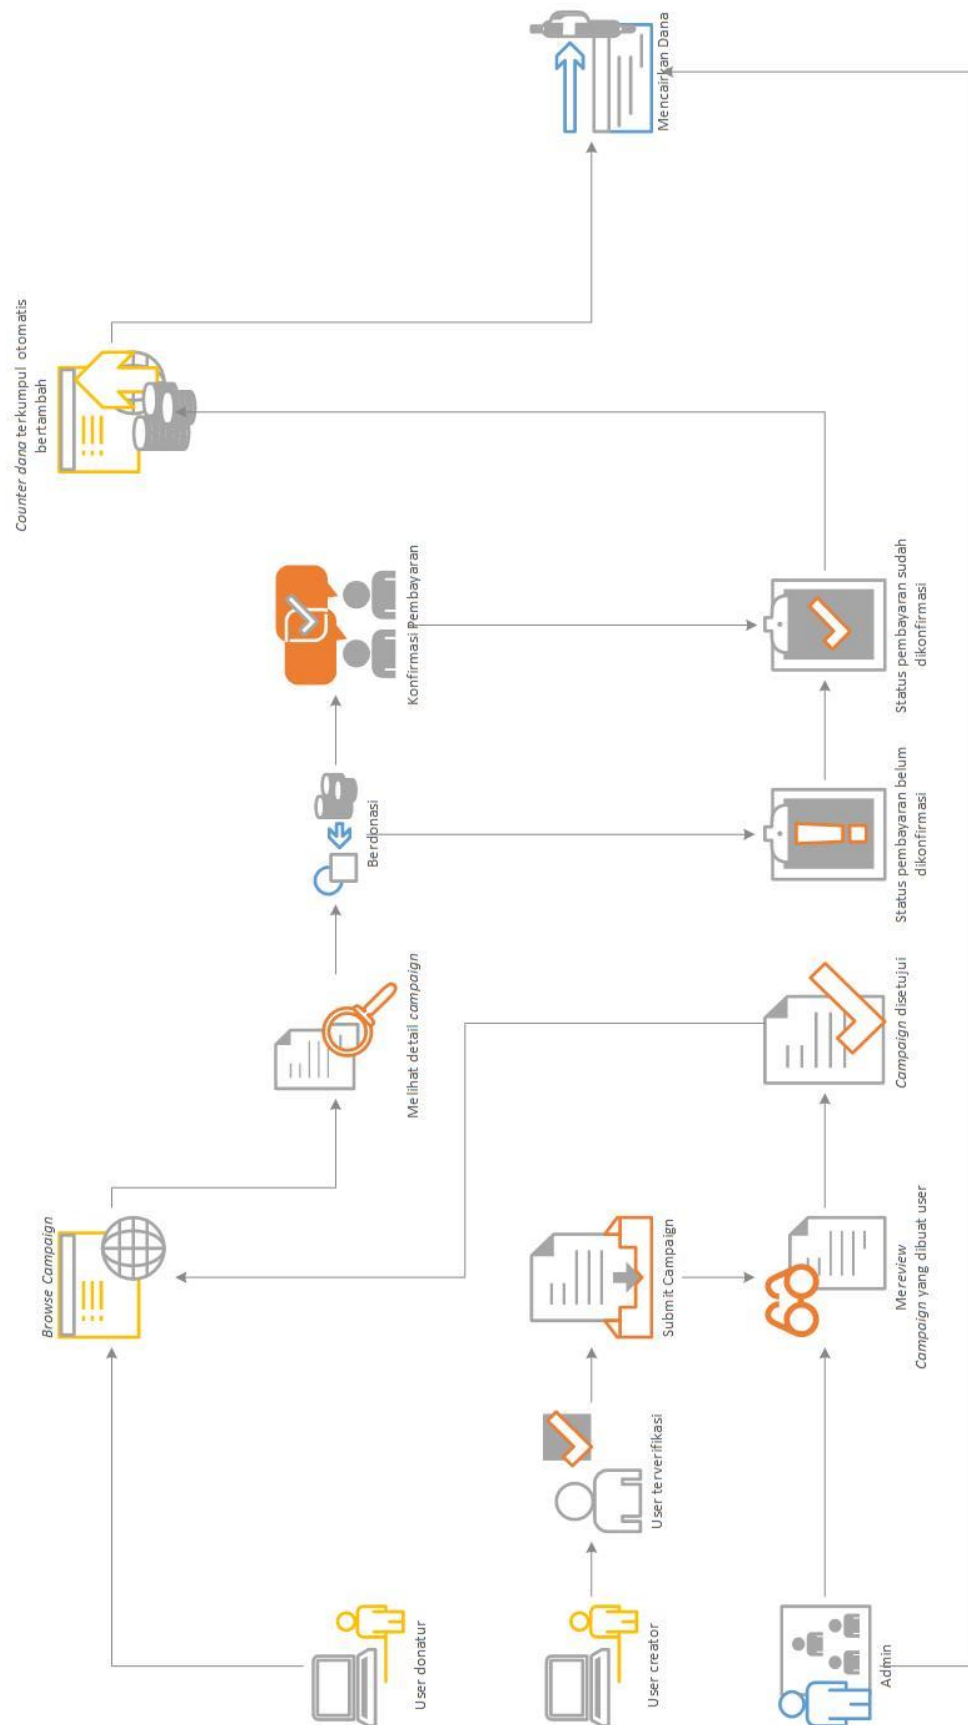 Counter dana terkumpul otomatis
bertambah
Browse Campaign
Melihat detail campaign
Berdonasi
Konfirmasi Pembayaran
User donatur
User creator
User terverifikasi
Submit Campaign
Mencairkan Dana
Admin
Mereview
Campaign yang dibuat user
Campaign disetujui
Status pembayaran belum
dikonfirmasi
Status pembayaran sudah
dikonfirmasi